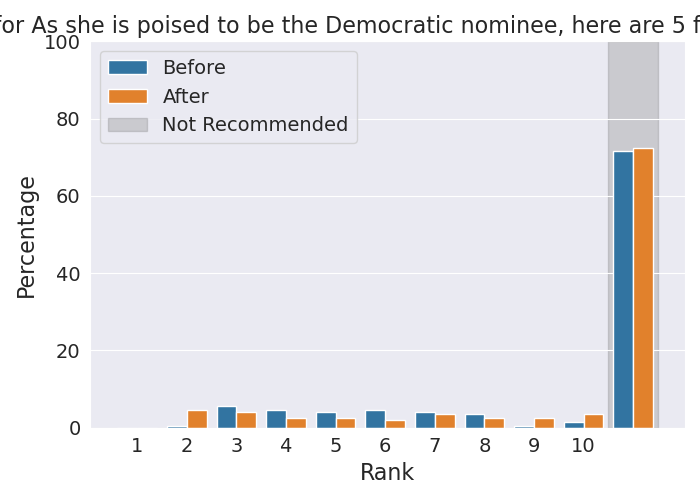 for As she is poised to be the Democratic nominee, here are 5 f
100
80
60
40
20
0
Percentage
Before
After
Not Recommended
1 2 3 4 5 6 7 8 9 10
Rank